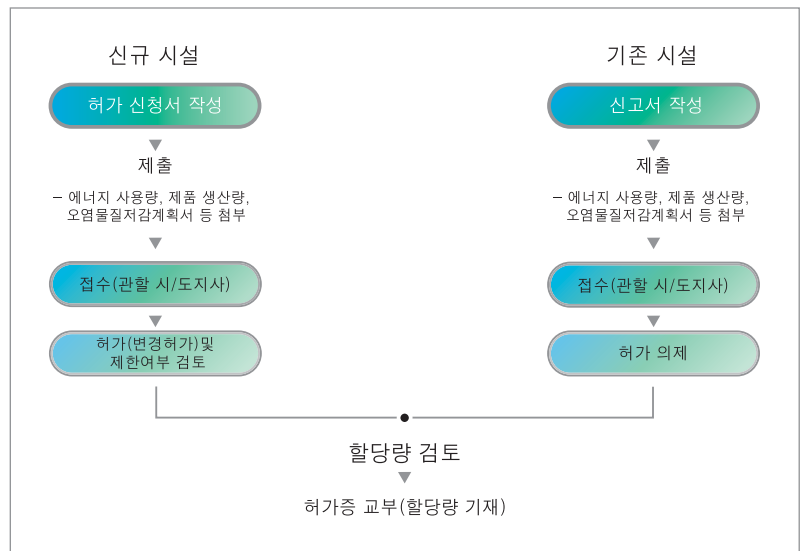 신규 시설
허가 신청서 작성
제출
– 에너지 사용량, 제품 생산량,
오염물질저감계획서 등 첨부
접수(관할 시/도지사)
허가(변경허가)및
제한여부 검토
기존 시설
신고서 작성
제출
– 에너지 사용량, 제품 생산량,
오염물질저감계획서 등 첨부
접수(관할 시/도지사)
허가 의제
할당량 검토
허가증 교부(할당량 기재)